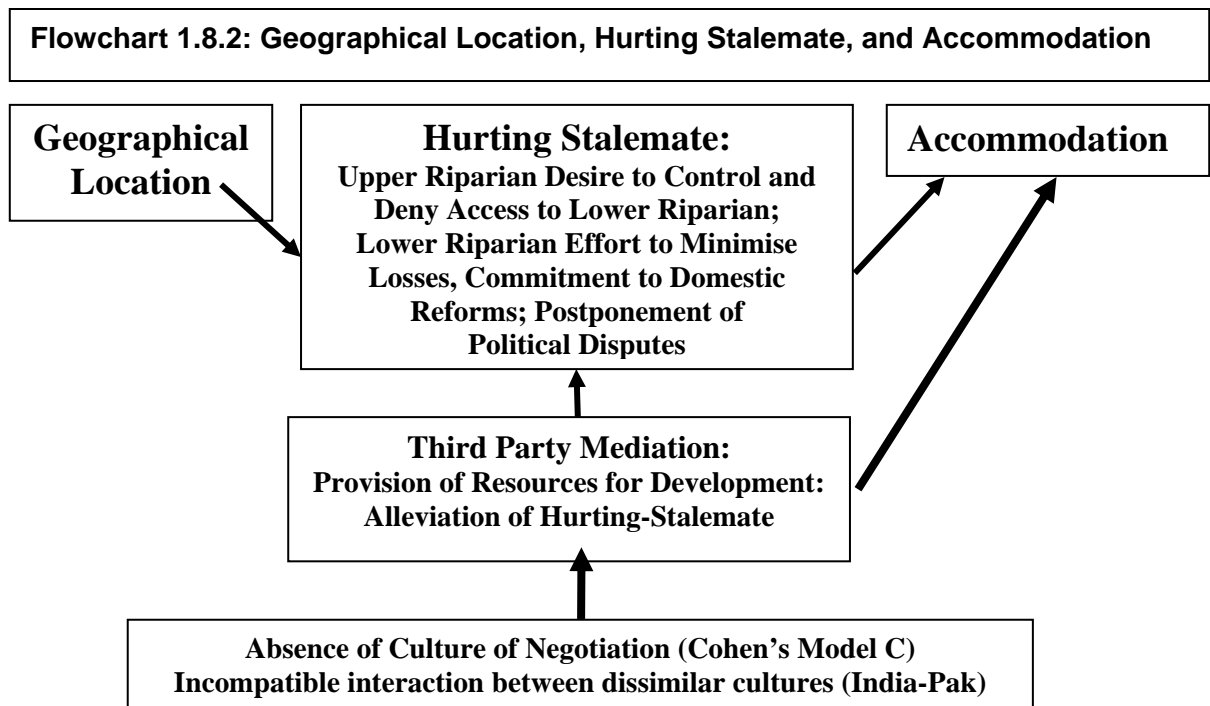 Flowchart 1.8.2: Geographical Location, Hurting Stalemate, and Accommodation
Geographical
Location
Hurting Stalemate:
Upper Riparian Desire to Control and
Deny Access to Lower Riparian;
Lower Riparian Effort to Minimise
Losses, Commitment to Domestic
Reforms; Postponement of
Political Disputes
Accommodation
Third Party Mediation:
Provision of Resources for Development:
Alleviation of Hurting-Stalemate
Absence of Culture of Negotiation (Cohen’s Model C)
Incompatible interaction between dissimilar cultures (India-Pak)